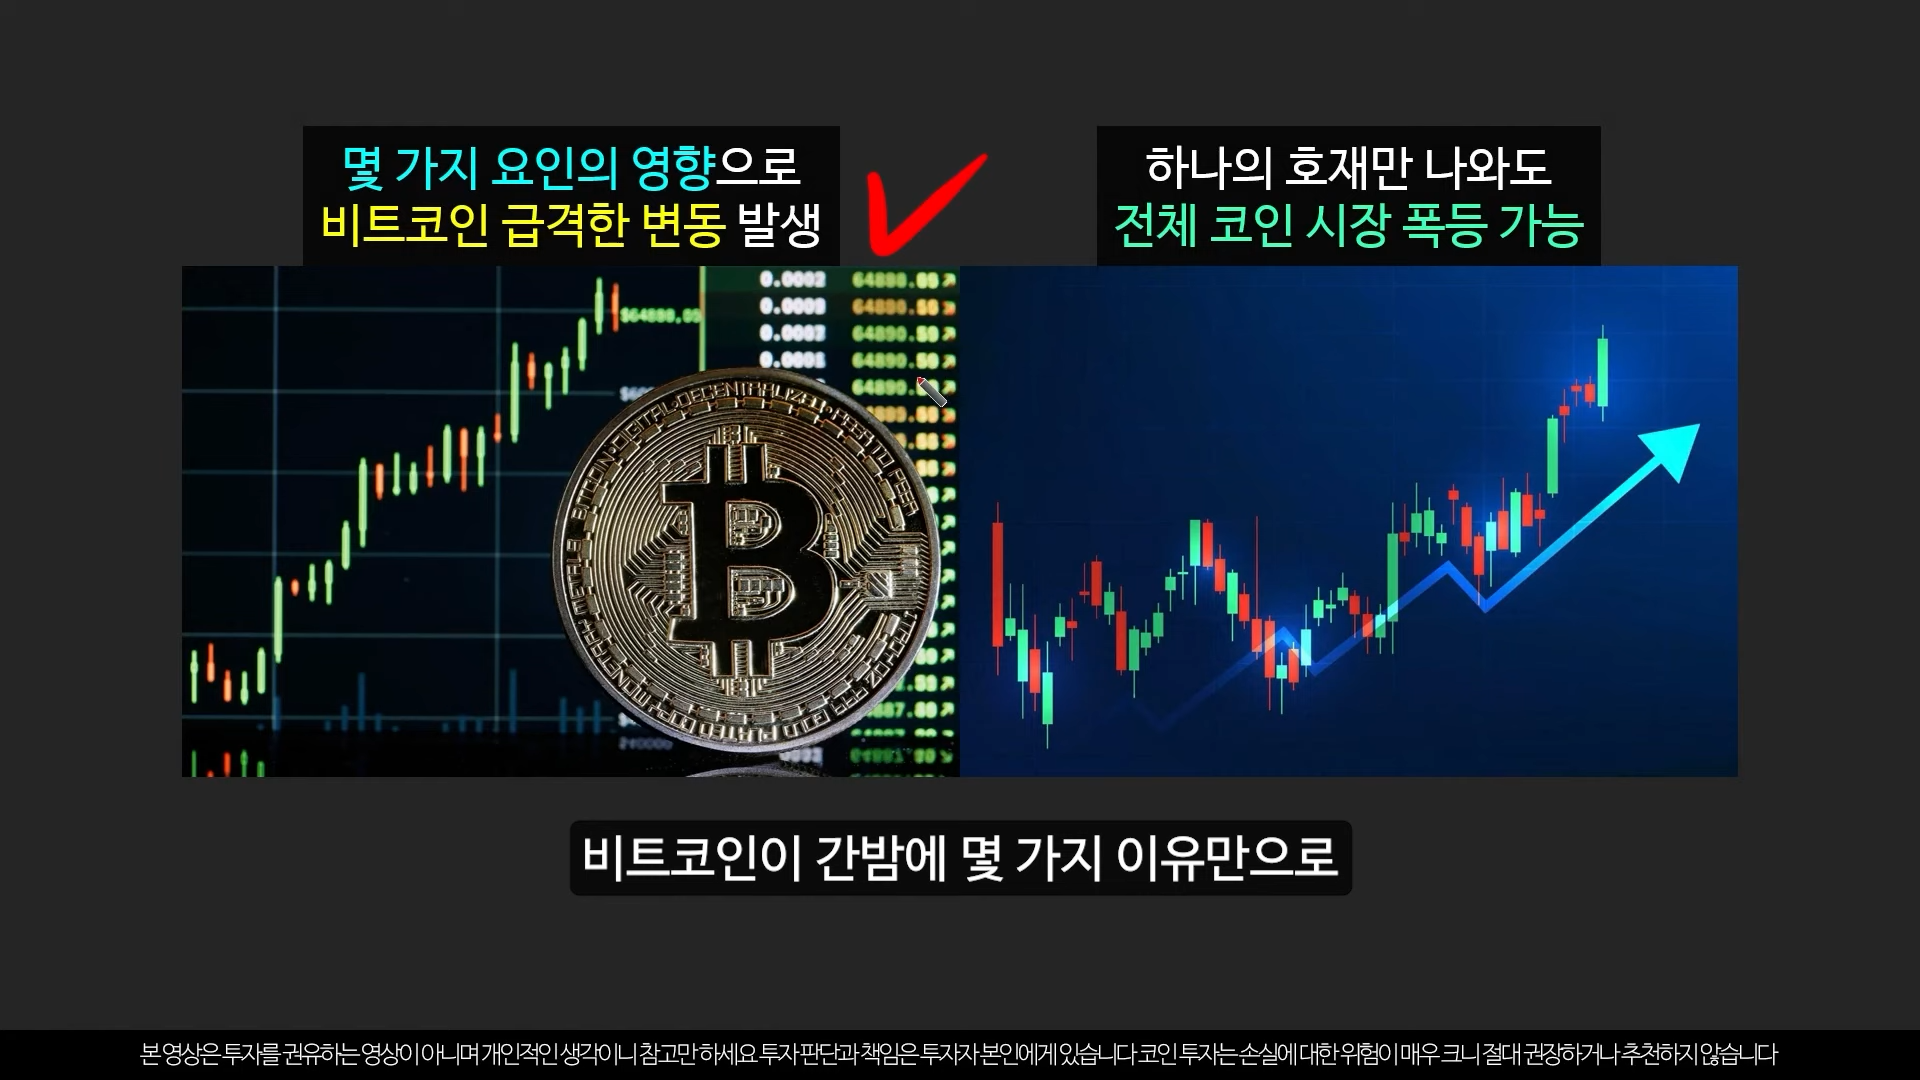 몇 가지 요인의 영향으로
비트코인 급격한 변동 발생
하나의 호재만 나와도
전체 코인 시장 폭등 가능
0.0002
64890.50
64890.50
64890.
비트코인이 간밤에 몇 가지 이유만으로
본 영상은 투자를 권유하는 영상이 아니며 개인적인 생각이니 참고만 하세요 투자 판단과 책임은 투자자 본인에게 있습니다 코인 투자는 손실에 대한 위험이 매우 크니 절대 권장하거나 추천하지 않습니다